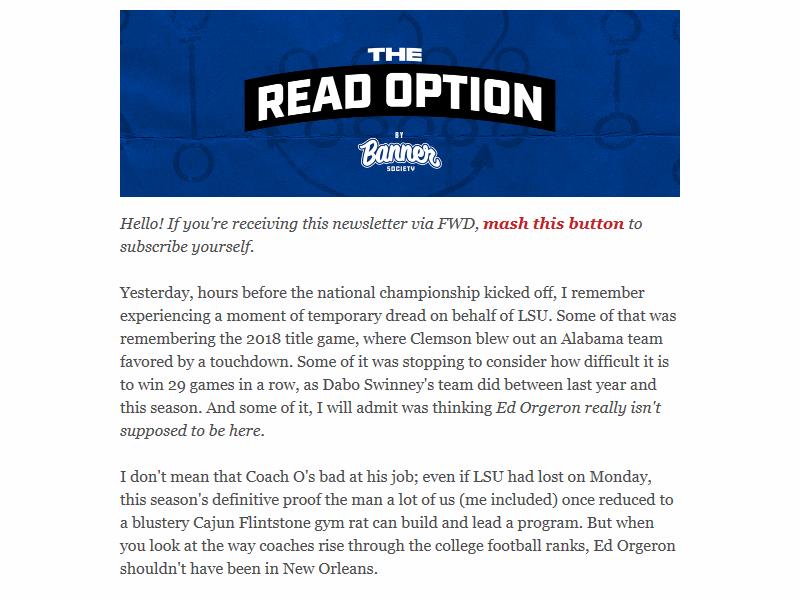 THE
READ OPTION
BY
Banner
SOCIETY
Hello! If you're receiving this newsletter via FWD, mash this button to
subscribe yourself.
Yesterday, hours before the national championship kicked off, I remember
experiencing a moment of temporary dread on behalf of LSU. Some of that was
remembering the 2018 title game, where Clemson blew out an Alabama team
favored by a touchdown. Some of it was stopping to consider how difficult it is
to win 29 games in a row, as Dabo Swinney's team did between last year and
this season. And some of it, I will admit was thinking Ed Orgeron really isn't
supposed to be here.
I don't mean that Coach O's bad at his job; even if LSU had lost on Monday,
this season's definitive proof the man a lot of us (me included) once reduced to
a blustery Cajun Flintstone gym rat can build and lead a program. But when
you look at the way coaches rise through the college football ranks, Ed Orgeron
shouldn't have been in New Orleans.